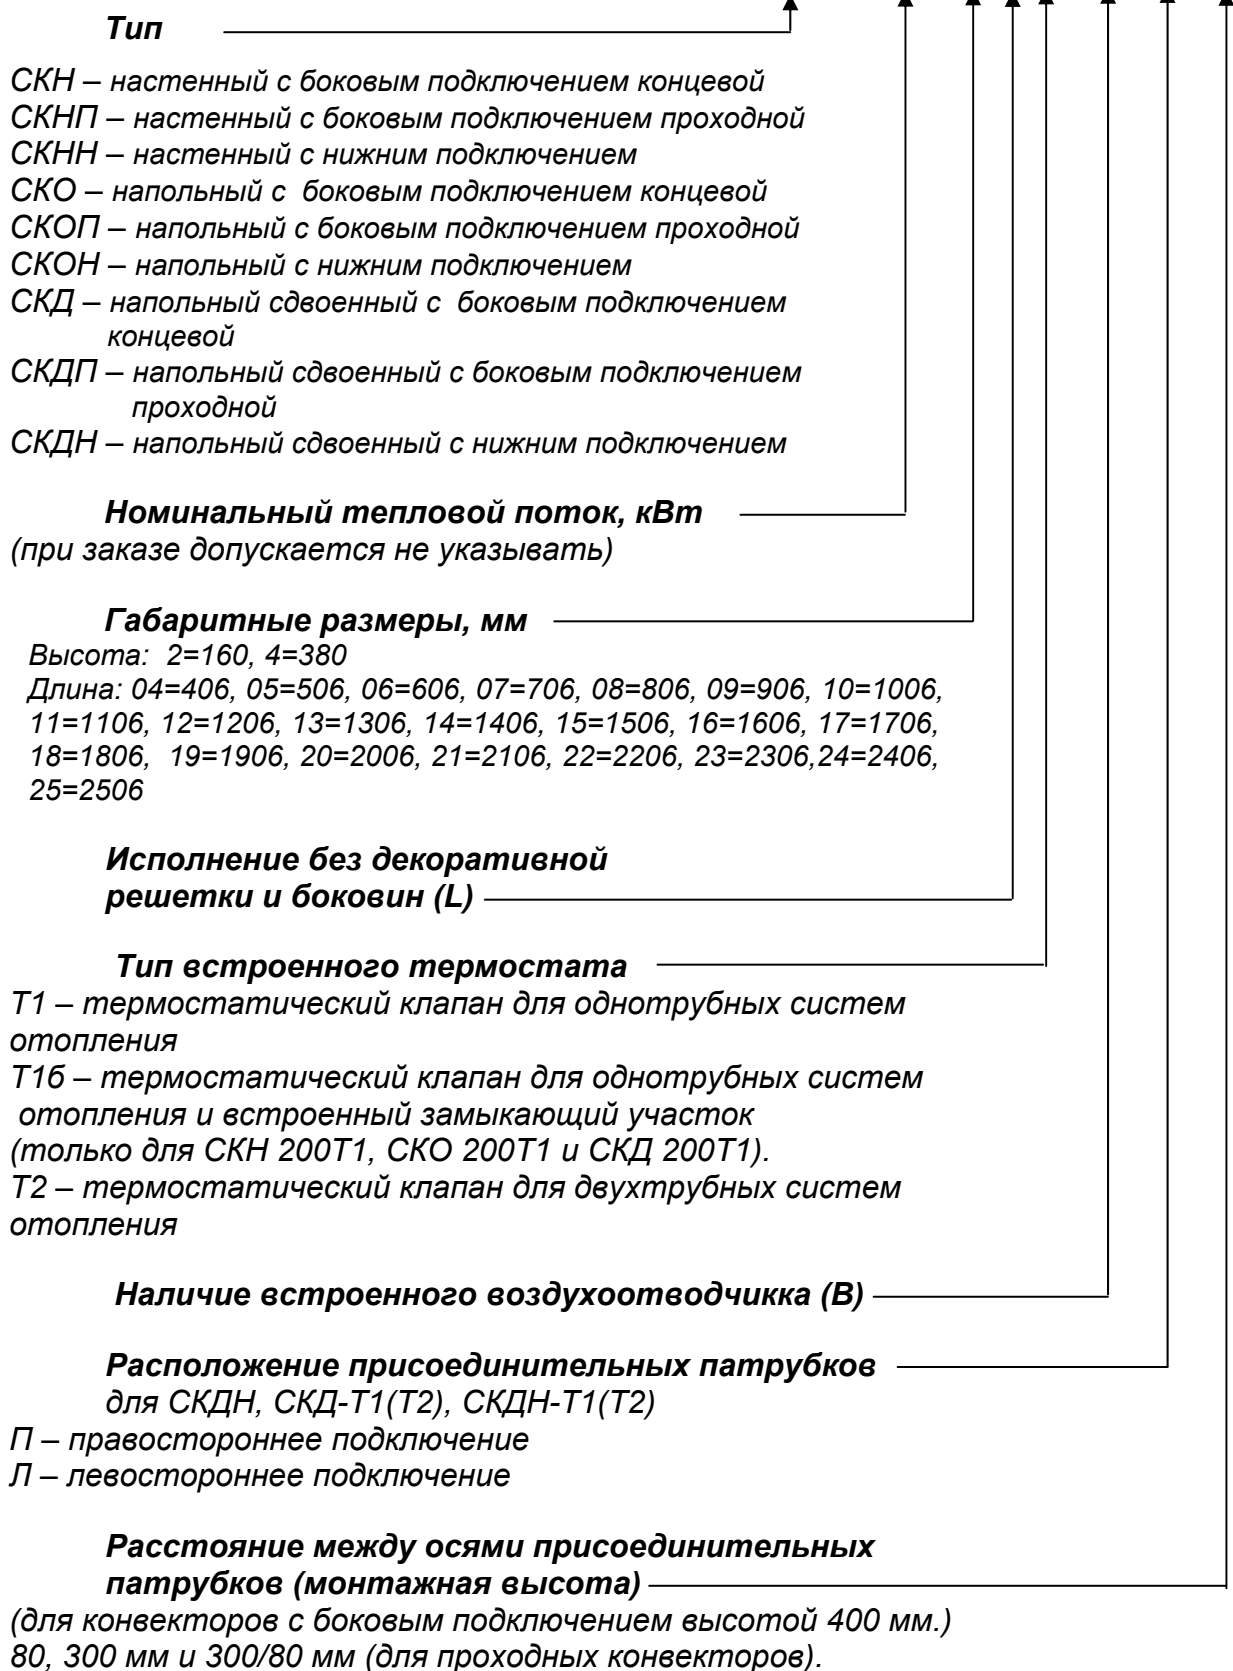 Тип
СКН – настенный с боковым подключением концевой
СКНП – настенный с боковым подключением проходной
СКНН – настенный с нижним подключением
СКО – напольный с боковым подключением концевой
СКОП – напольный с боковым подключением проходной
СКОН – напольный с нижним подключением
СКД – напольный сдвоенный с боковым подключением
концевой
СКДП – напольный сдвоенный с боковым подключением
проходной
СКДН – напольный сдвоенный с нижним подключением
Номинальный тепловой поток, кВт
(при заказе допускается не указывать)
Габаритные размеры, мм
Высота: 2=160, 4=380
Длина: 04=406, 05=506, 06=606, 07=706, 08=806, 09=906, 10=1006,
11=1106, 12=1206, 13=1306, 14=1406, 15=1506, 16=1606, 17=1706,
18=1806, 19=1906, 20=2006, 21=2106, 22=2206, 23=2306,24=2406,
25=2506
Исполнение без декоративной
решетки и боковин (L)
Тип встроенного термостата
Т1 – термостатический клапан для однотрубных систем
отопления
Т1б – термостатический клапан для однотрубных систем
отопления и встроенный замыкающий участок
(только для СКН 200Т1, СКО 200Т1 и СКД 200Т1).
Т2 – термостатический клапан для двухтрубных систем
отопления
Наличие встроенного воздухоотводчикка (В)
Расположение присоединительных патрубков
для СКДН, СКД-Т1(Т2), СКДН-Т1(Т2)
П – правостороннее подключение
Л – левостороннее подключение
Расстояние между осями присоединительных
патрубков (монтажная высота)
(для конвекторов с боковым подключением высотой 400 мм.)
80, 300 мм и 300/80 мм (для проходных конвекторов).